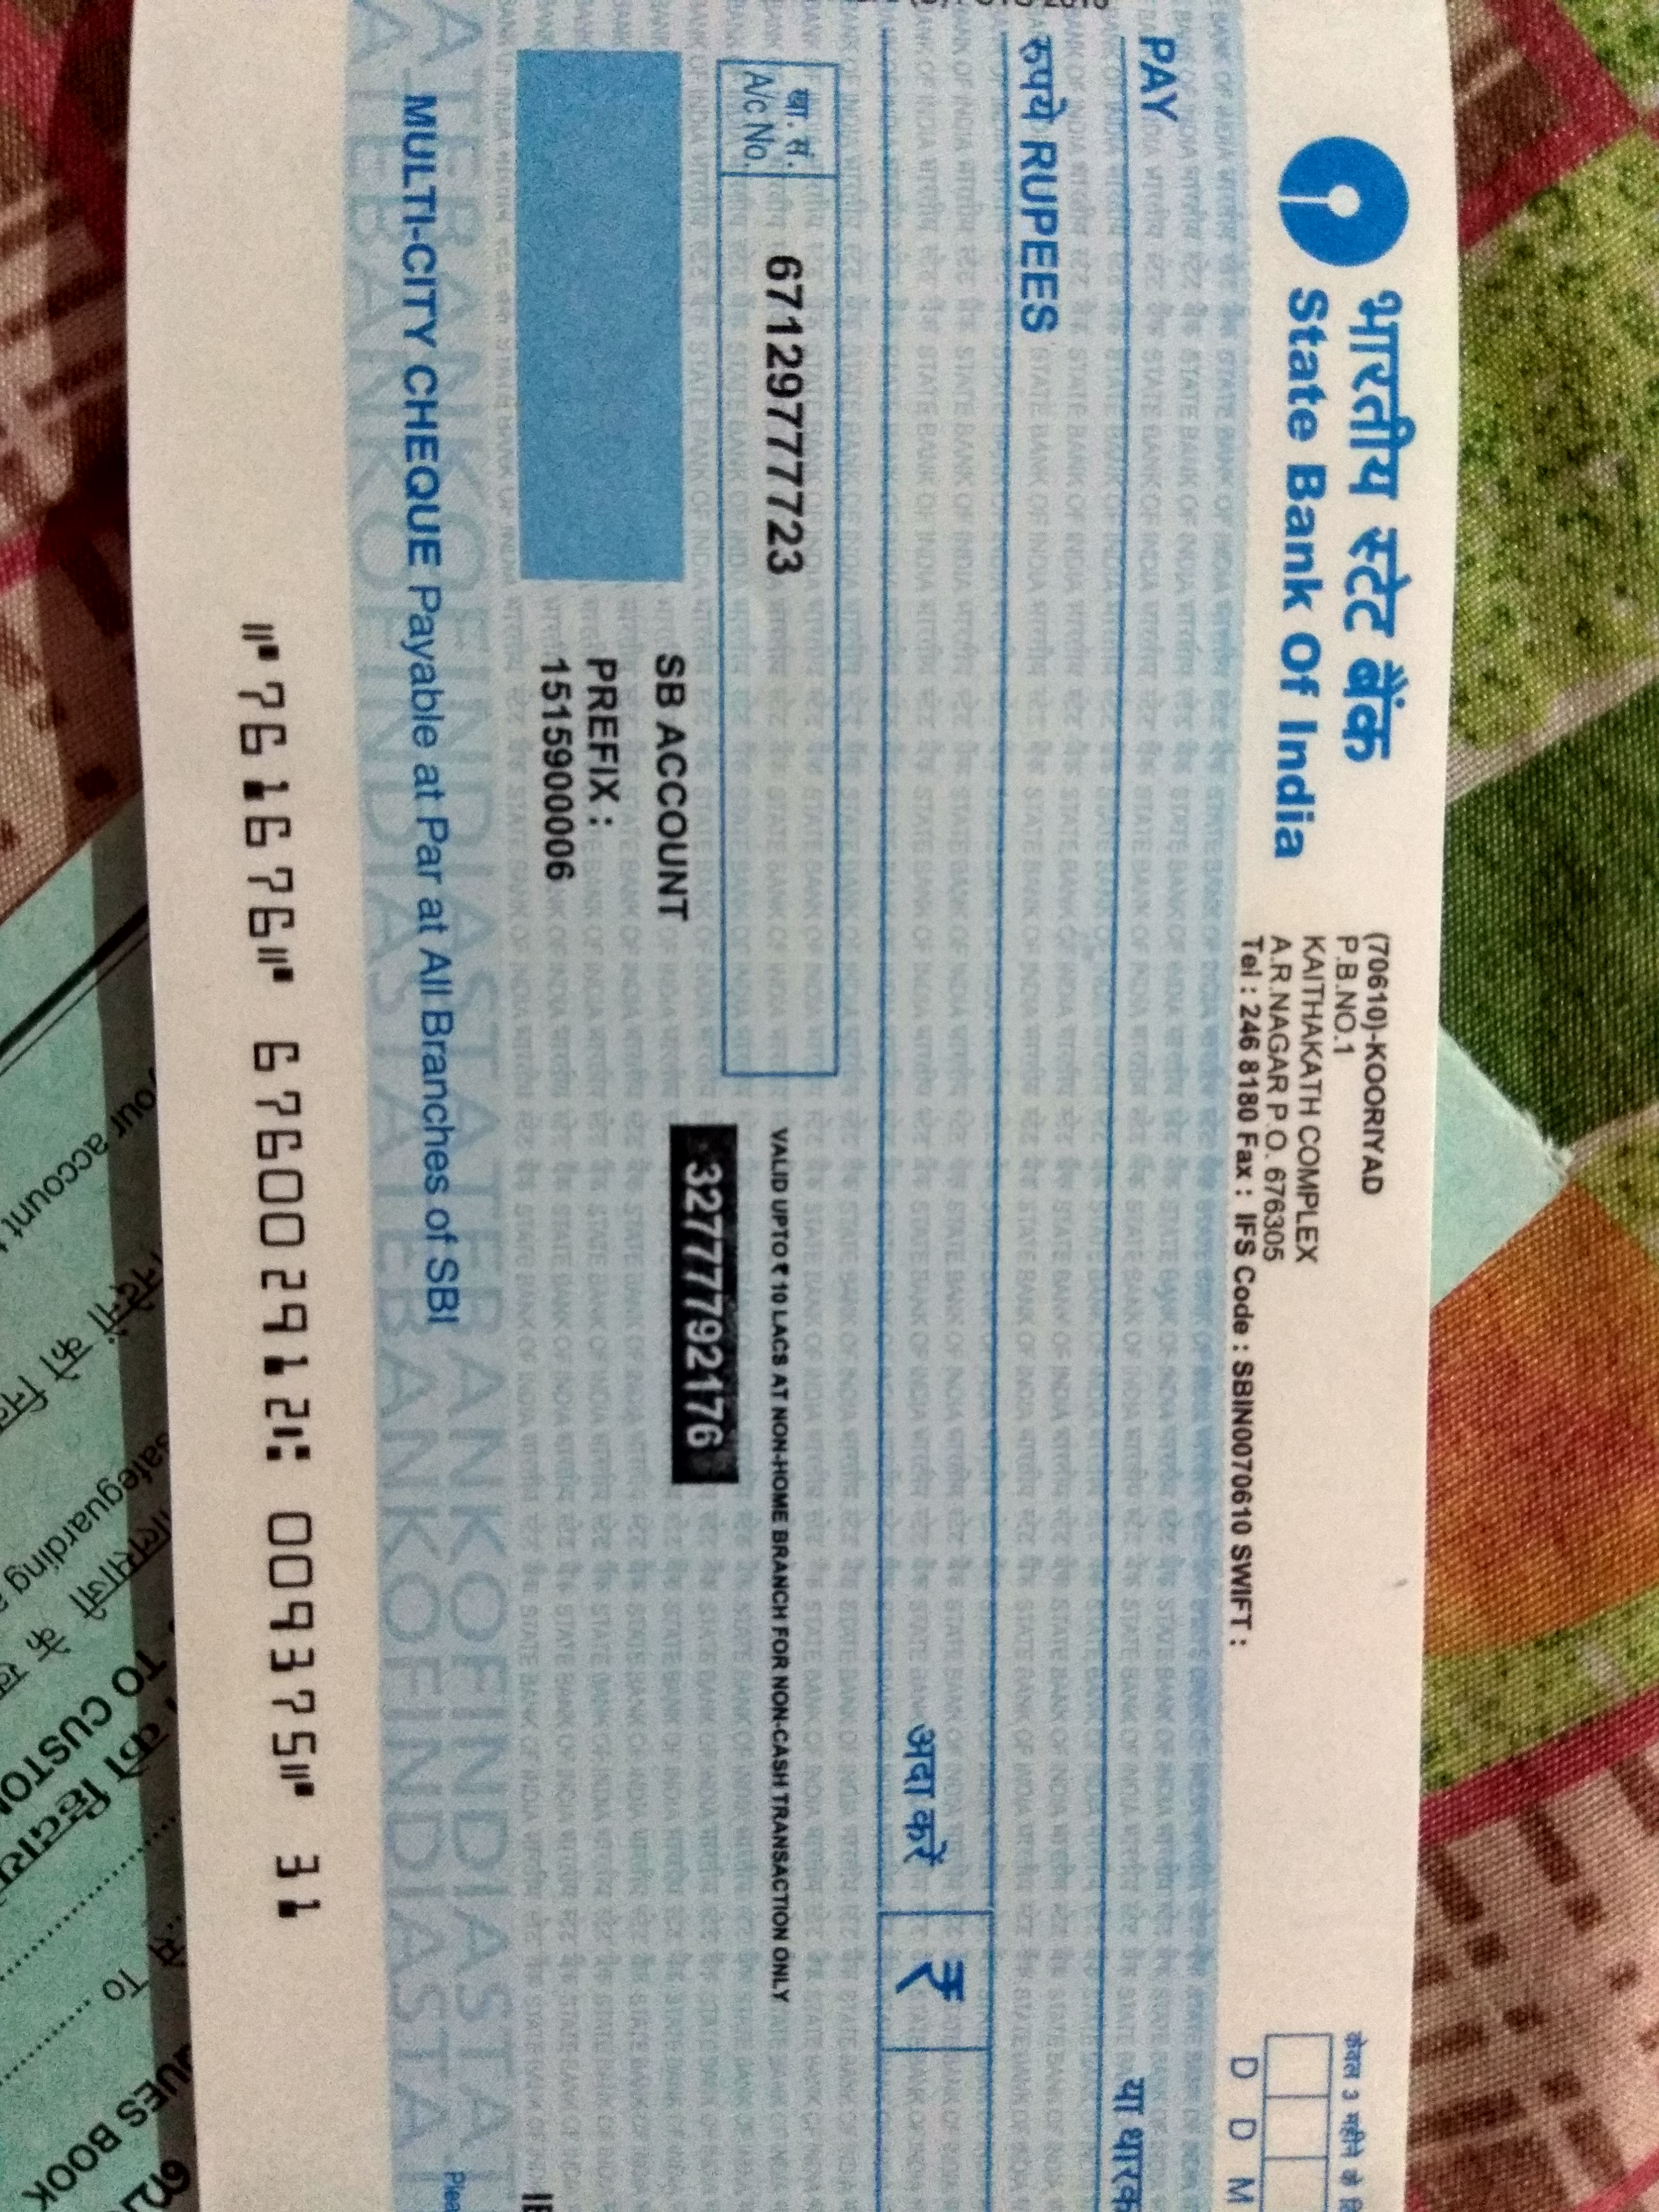 भारतीय स्टेट बैंक
State Bank Of India
(70610)-KOORIYAD
P.B.NO.1
KAITHAKATH COMPLEX
A.R.NAGAR P.O. 676305
Tel : 246 8180 Fax : IFS Code : SBIN0070610 SWIFT :
केवल 3 महीने के
D D M
PAY
या धारक
रुपये RUPEES
अदा करें ₹
खा. सं.
A/c No.
67129777723
VALID UPTO ₹ 10 LACS AT NON-HOME BRANCH FOR NON-CASH TRANSACTION ONLY
32777792176
SB ACCOUNT
PREFIX :
1515900006
MULTI-CITY CHEQUE Payable at Par at All Branches of SBI
⑈761676⑈ 676002912⑆ 009375⑈ 31
your account
safeguarding
TO CUSTO
To
UES BOOK